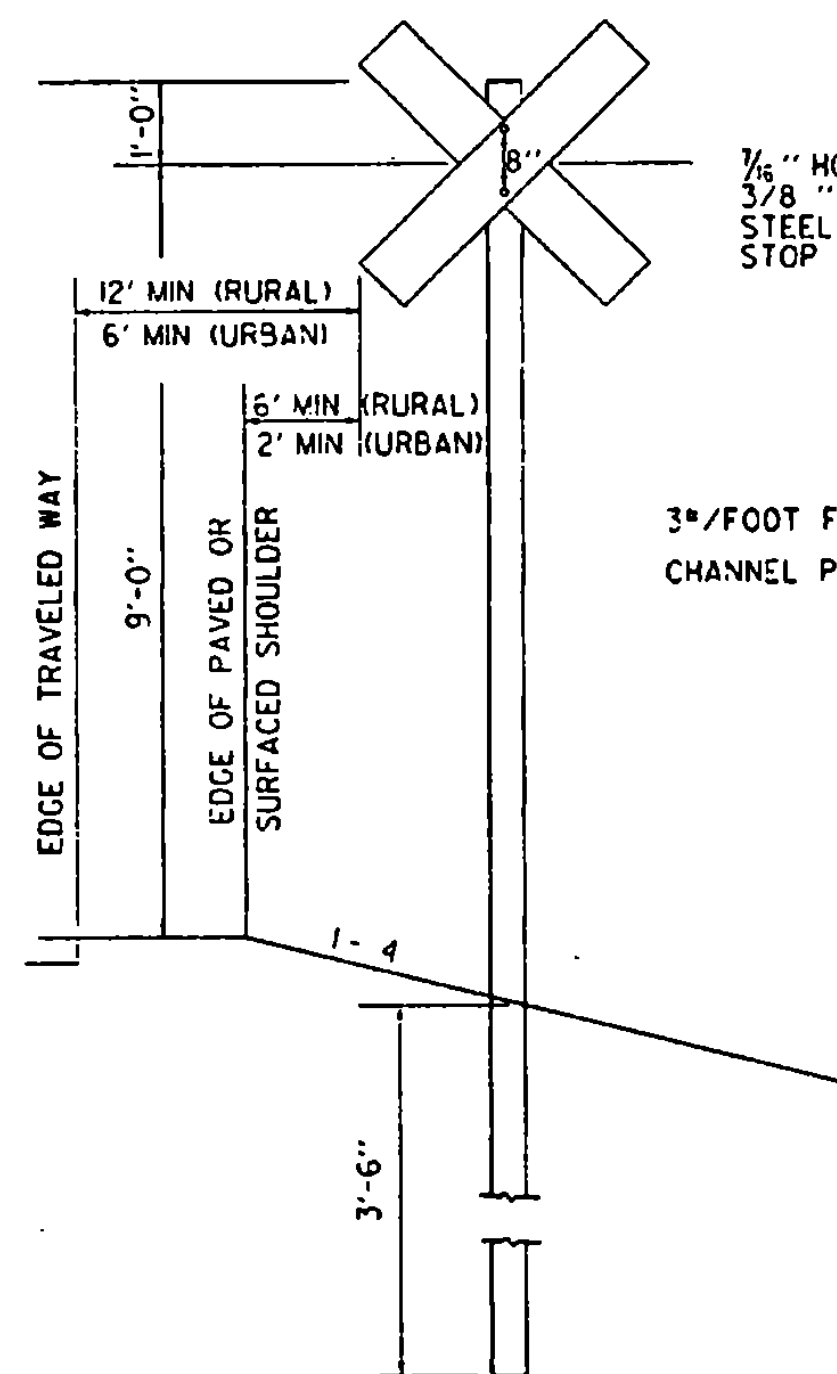 1'-0"
8"
7/16 " HO
3/8 "
STEEL
STOP
12' MIN (RURAL)
6' MIN (URBAN)
6' MIN (RURAL)
2' MIN (URBAN)
EDGE OF TRAVELED WAY
9'-0"
EDGE OF PAVED OR
SURFACED SHOULDER
3#/FOOT F
CHANNEL P
1 - 4
3'-6"